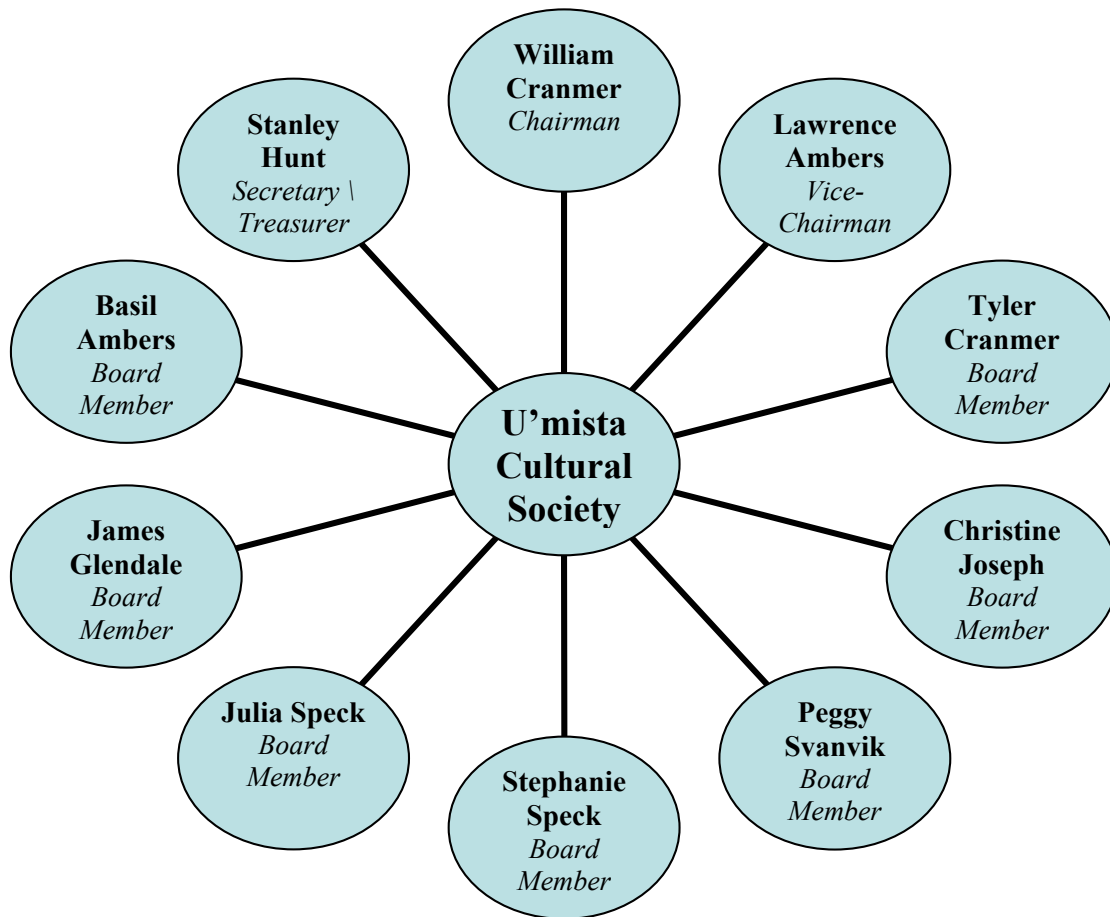 William
Cranmer
Chairman
Lawrence
Ambers
Vice-
Chairman
Tyler
Cranmer
Board
Member
Christine
Joseph
Board
Member
Peggy
Svanvik
Board
Member
Stephanie
Speck
Board
Member
Julia Speck
Board
Member
James
Glendale
Board
Member
Basil
Ambers
Board
Member
Stanley
Hunt
Secretary \
Treasurer
U’mista
Cultural
Society